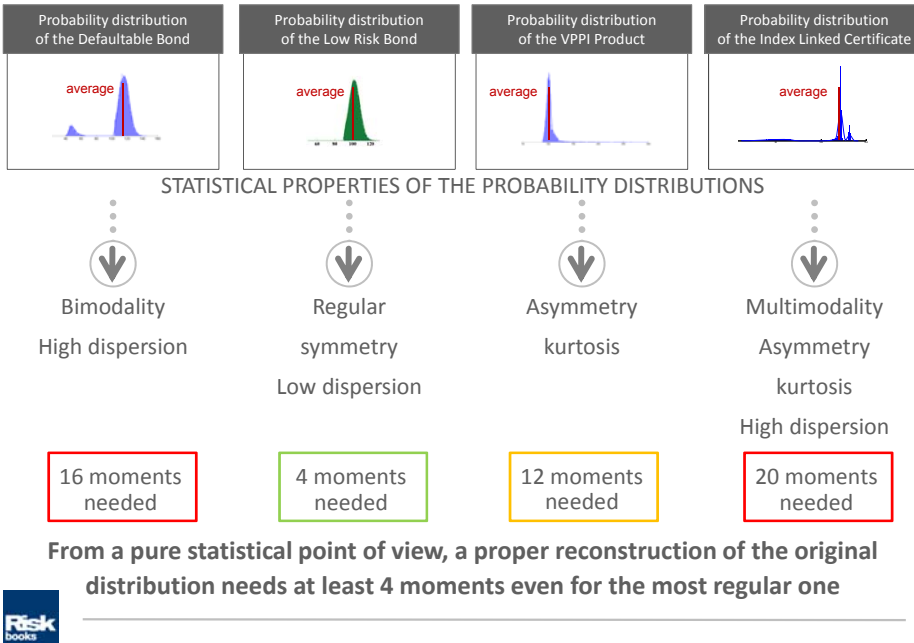 Probability distribution
of the Defaultable Bond
Probability distribution
of the Low Risk Bond
Probability distribution
of the VPPI Product
Probability distribution
of the Index Linked Certificate
average
average
60 80 100 120
average
average
STATISTICAL PROPERTIES OF THE PROBABILITY DISTRIBUTIONS
Bimodality
High dispersion
Regular
symmetry
Low dispersion
Asymmetry
kurtosis
Multimodality
Asymmetry
kurtosis
High dispersion
16 moments
needed
4 moments
needed
12 moments
needed
20 moments
needed
From a pure statistical point of view, a proper reconstruction of the original
distribution needs at least 4 moments even for the most regular one
Risk
books